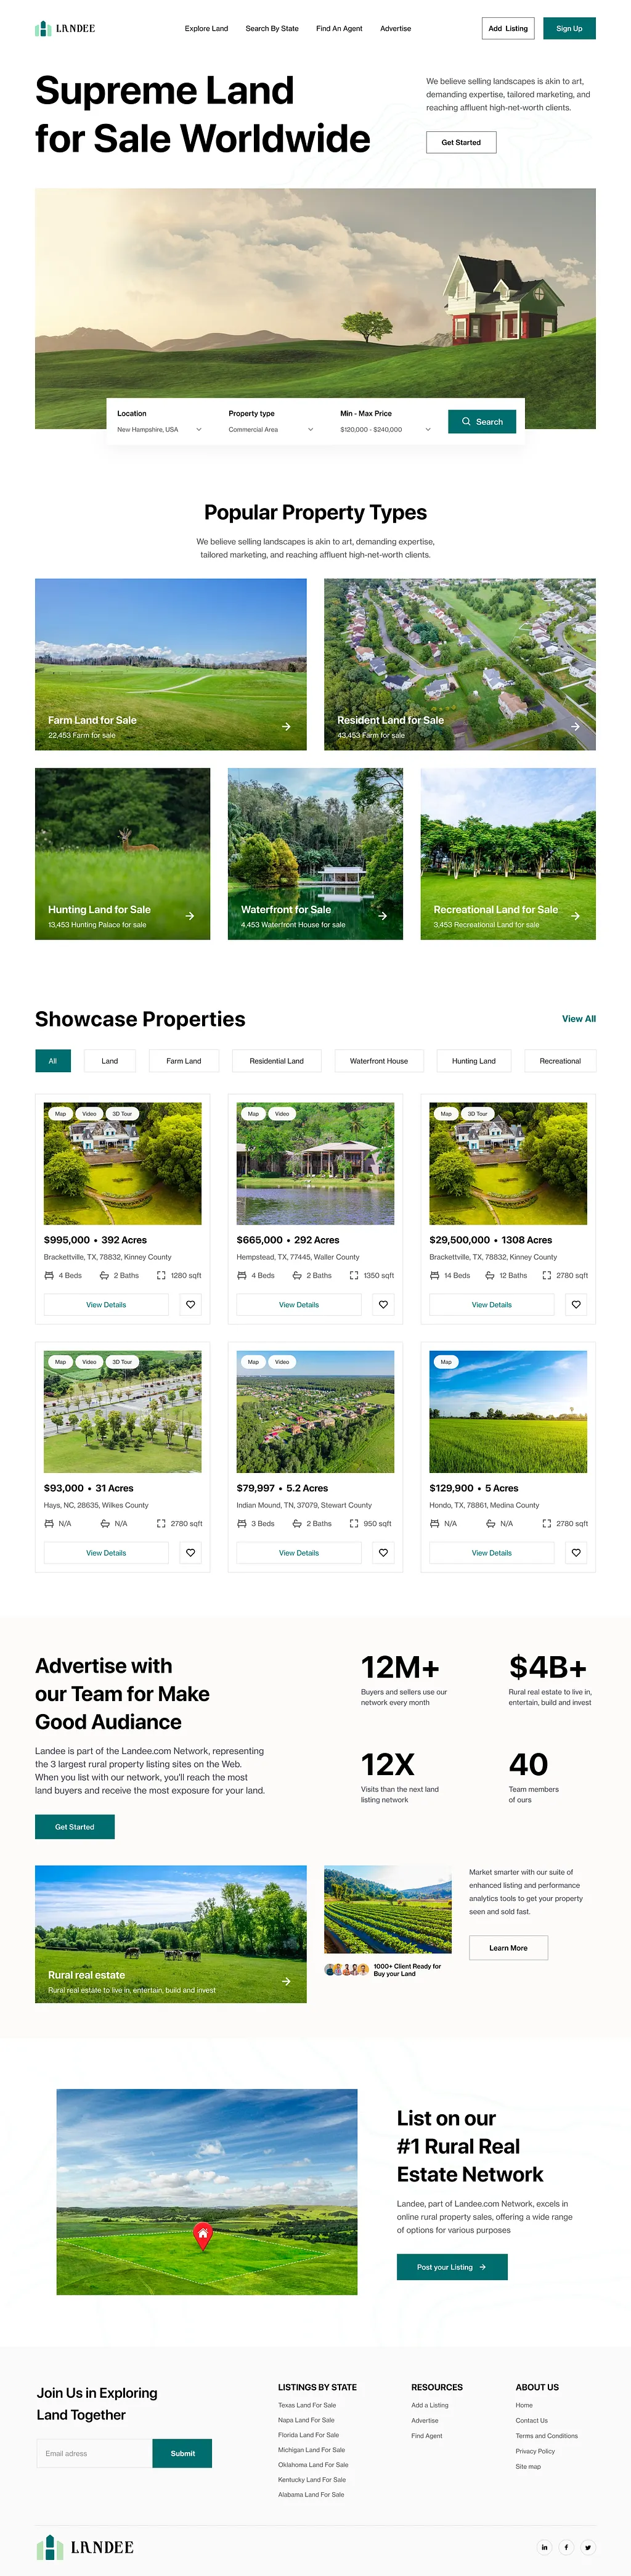 LANDEE
Explore Land
Search By State
Find An Agent
Advertise
Add Listing
Sign Up
Supreme Land
for Sale Worldwide
We believe selling landscapes is akin to art,
demanding expertise, tailored marketing, and
reaching affluent high-net-worth clients.
Get Started
Location
New Hampshire, USA
Property type
Commercial Area
Min - Max Price
$120,000 - $240,000
Search
Popular Property Types
We believe selling landscapes is akin to art, demanding expertise,
tailored marketing, and reaching affluent high-net-worth clients.
Farm Land for Sale
22,453 Farm for sale
Resident Land for Sale
43,453 Farm for sale
Hunting Land for Sale
13,453 Hunting Palace for sale
Waterfront for Sale
4,453 Waterfront House for sale
Recreational Land for Sale
3,453 Recreational Land for sale
Showcase Properties
View All
All
Land
Farm Land
Residential Land
Waterfront House
Hunting Land
Recreational
Map
Video
3D Tour
$995,000 • 392 Acres
Brackettville, TX, 78832, Kinney County
4 Beds
2 Baths
1280 sqft
View Details
Map
Video
$665,000 • 292 Acres
Hempstead, TX, 77445, Waller County
4 Beds
2 Baths
1350 sqft
View Details
Map
3D Tour
$29,500,000 • 1308 Acres
Brackettville, TX, 78832, Kinney County
14 Beds
12 Baths
2780 sqft
View Details
Map
Video
3D Tour
$93,000 • 31 Acres
Hays, NC, 28635, Wilkes County
N/A
N/A
2780 sqft
View Details
Map
Video
$79,997 • 5.2 Acres
Indian Mound, TN, 37079, Stewart County
3 Beds
2 Baths
950 sqft
View Details
Map
$129,900 • 5 Acres
Hondo, TX, 78861, Medina County
N/A
N/A
2780 sqft
View Details
Advertise with
our Team for Make
Good Audiance
Landee is part of the Landee.com Network, representing
the 3 largest rural property listing sites on the Web.
When you list with our network, you'll reach the most
land buyers and receive the most exposure for your land.
Get Started
12M+
Buyers and sellers use our
network every month
$4B+
Rural real estate to live in,
entertain, build and invest
12X
Visits than the next land
listing network
40
Team members
of ours
Rural real estate
Rural real estate to live in, entertain, build and invest
1000+ Client Ready for
Buy your Land
Market smarter with our suite of
enhanced listing and performance
analytics tools to get your property
seen and sold fast.
Learn More
List on our
#1 Rural Real
Estate Network
Landee, part of Landee.com Network, excels in
online rural property sales, offering a wide range
of options for various purposes
Post your Listing
Join Us in Exploring
Land Together
Email adress
Submit
LISTINGS BY STATE
Texas Land For Sale
Napa Land For Sale
Florida Land For Sale
Michigan Land For Sale
Oklahoma Land For Sale
Kentucky Land For Sale
Alabama Land For Sale
RESOURCES
Add a Listing
Advertise
Find Agent
ABOUT US
Home
Contact Us
Terms and Conditions
Privacy Policy
Site map
LANDEE